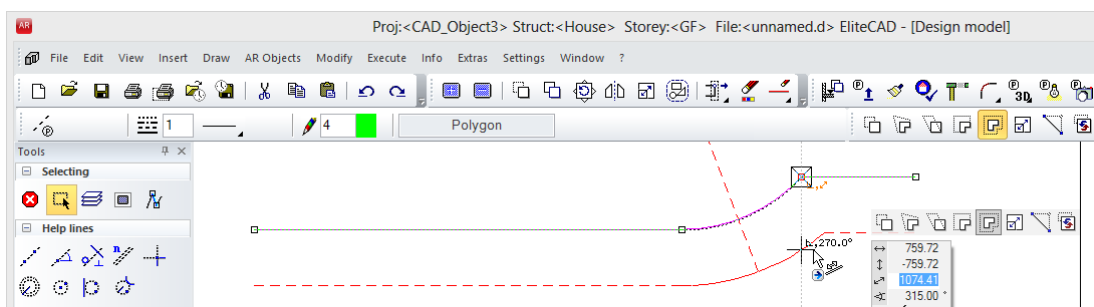 AR
Proj:<CAD_Object3> Struct:<House> Storey:<GF> File:<unnamed.d> EliteCAD - [Design model]
File Edit View Insert Draw AR Objects Modify Execute Info Extras Settings Window ?
1 4 Polygon
Tools
Selecting
Help lines
n
270.0°
759.72
-759.72
1074.41
315.00 °